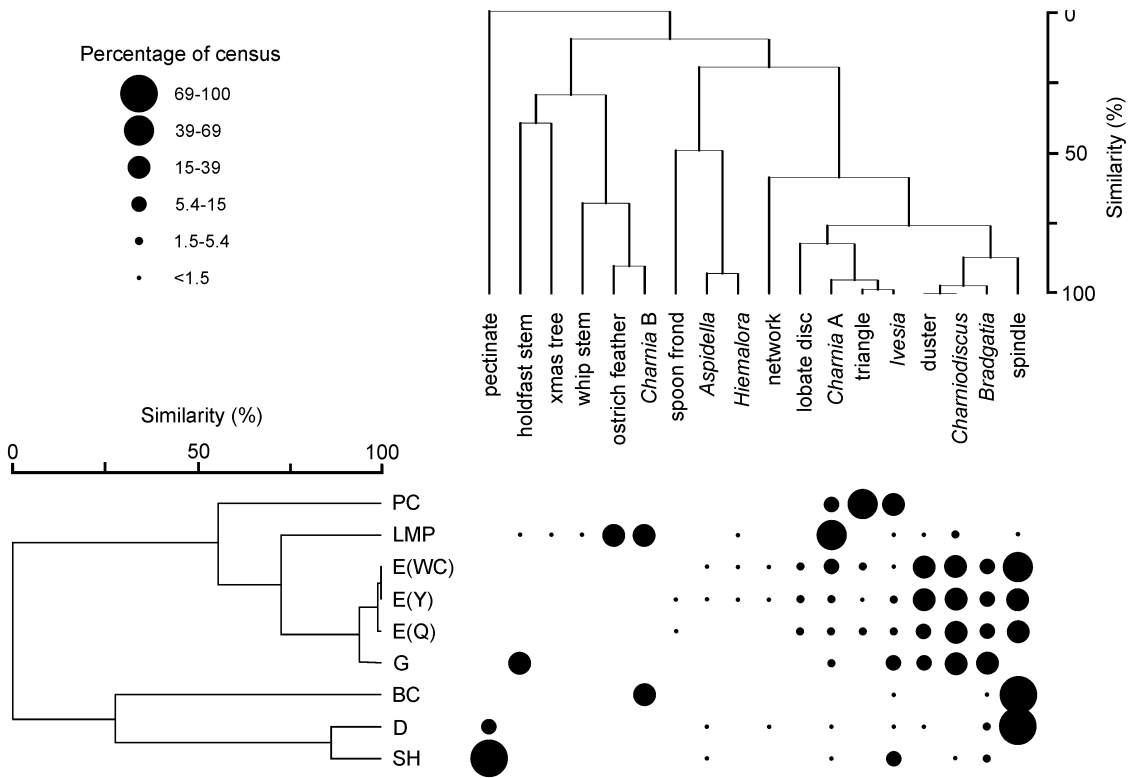 Percentage of census
69-100
39-69
15-39
5.4-15
1.5-5.4
<1.5
0
50
100
Similarity (%)
pectinate
holdfast stem
xmas tree
whip stem
ostrich feather
Charnia B
spoon frond
Aspidella
Hiemalora
network
lobate disc
Charnia A
triangle
Ivesia
duster
Charniodiscus
Bradgatia
spindle
Similarity (%)
0 50 100
PC
LMP
E(WC)
E(Y)
E(Q)
G
BC
D
SH